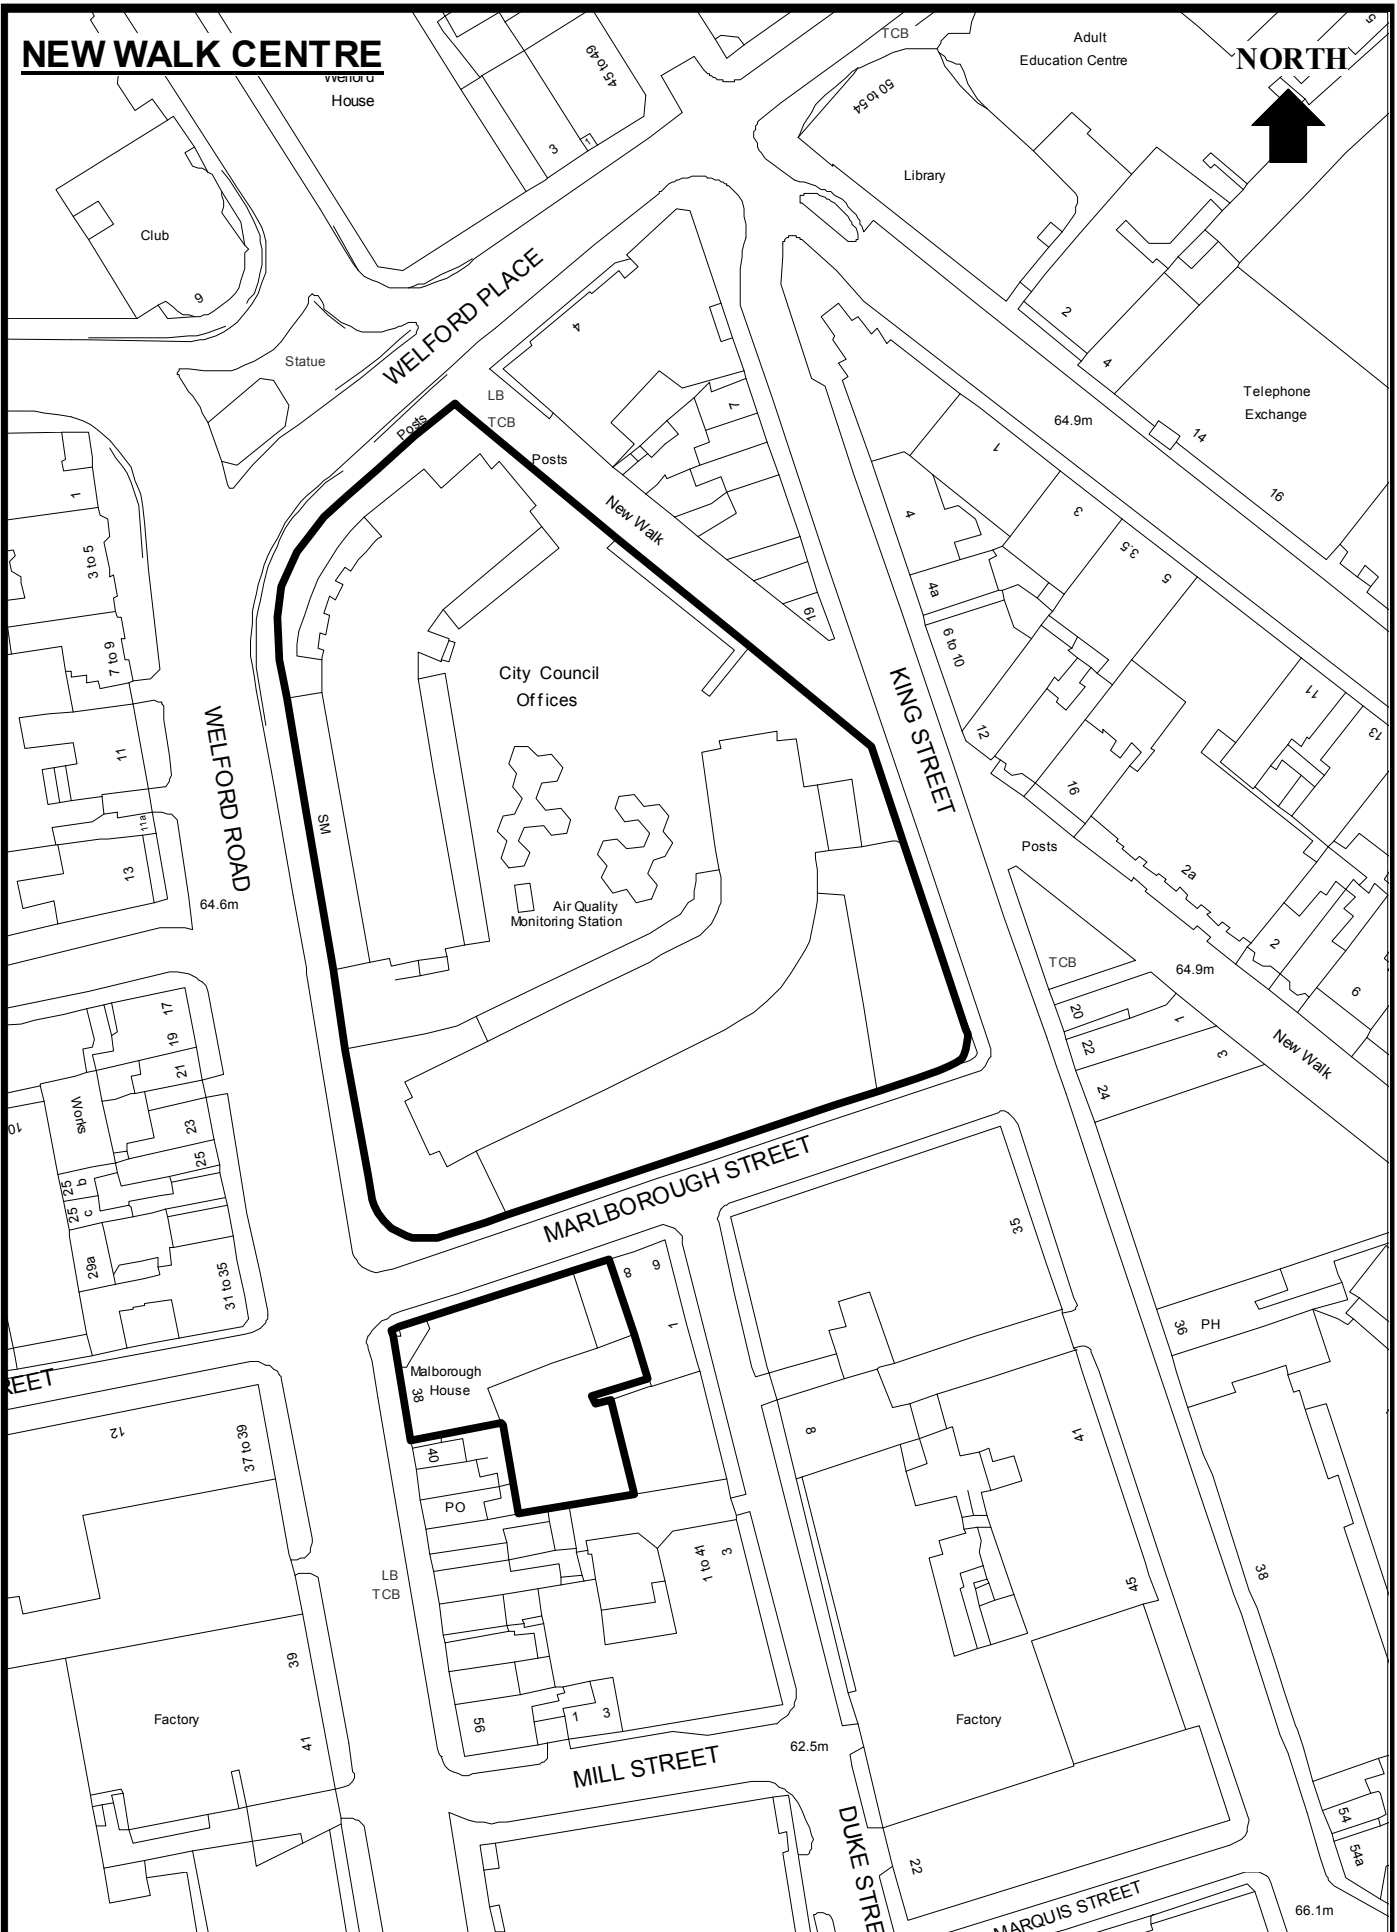 NEW WALK CENTRE
NORTH
TCB
Adult
Education Centre
5
5
45 to 49
House
3
1
50 to 54
Library
Club
9
Statue
WELFORD PLACE
4
2
4
Telephone
Exchange
LB
TCB
Posts
Posts
7
64.9m
14
16
1
3
3.5
5
New Walk
1
3 to 5
7 to 9
4
4a
6 to 10
19
City Council
Offices
KING STREET
12
11
13
WELFORD ROAD
11
11a
13
SM
16
Posts
2a
64.6m
Air Quality
Monitoring Station
2
TCB
64.9m
6
New Walk
17
19
21
23
25
Works
10
25
b
25
c
29a
31 to 35
20
22
24
1
3
MARLBOROUGH STREET
35
8
6
1
36
PH
Malborough
House
38
REET
12
37 to 39
40
PO
8
41
LB
TCB
1 to 41
3
45
38
39
Factory
41
56
1
3
Factory
62.5m
MILL STREET
DUKE STRE
22
54
54a
MARQUIS STREET
66.1m